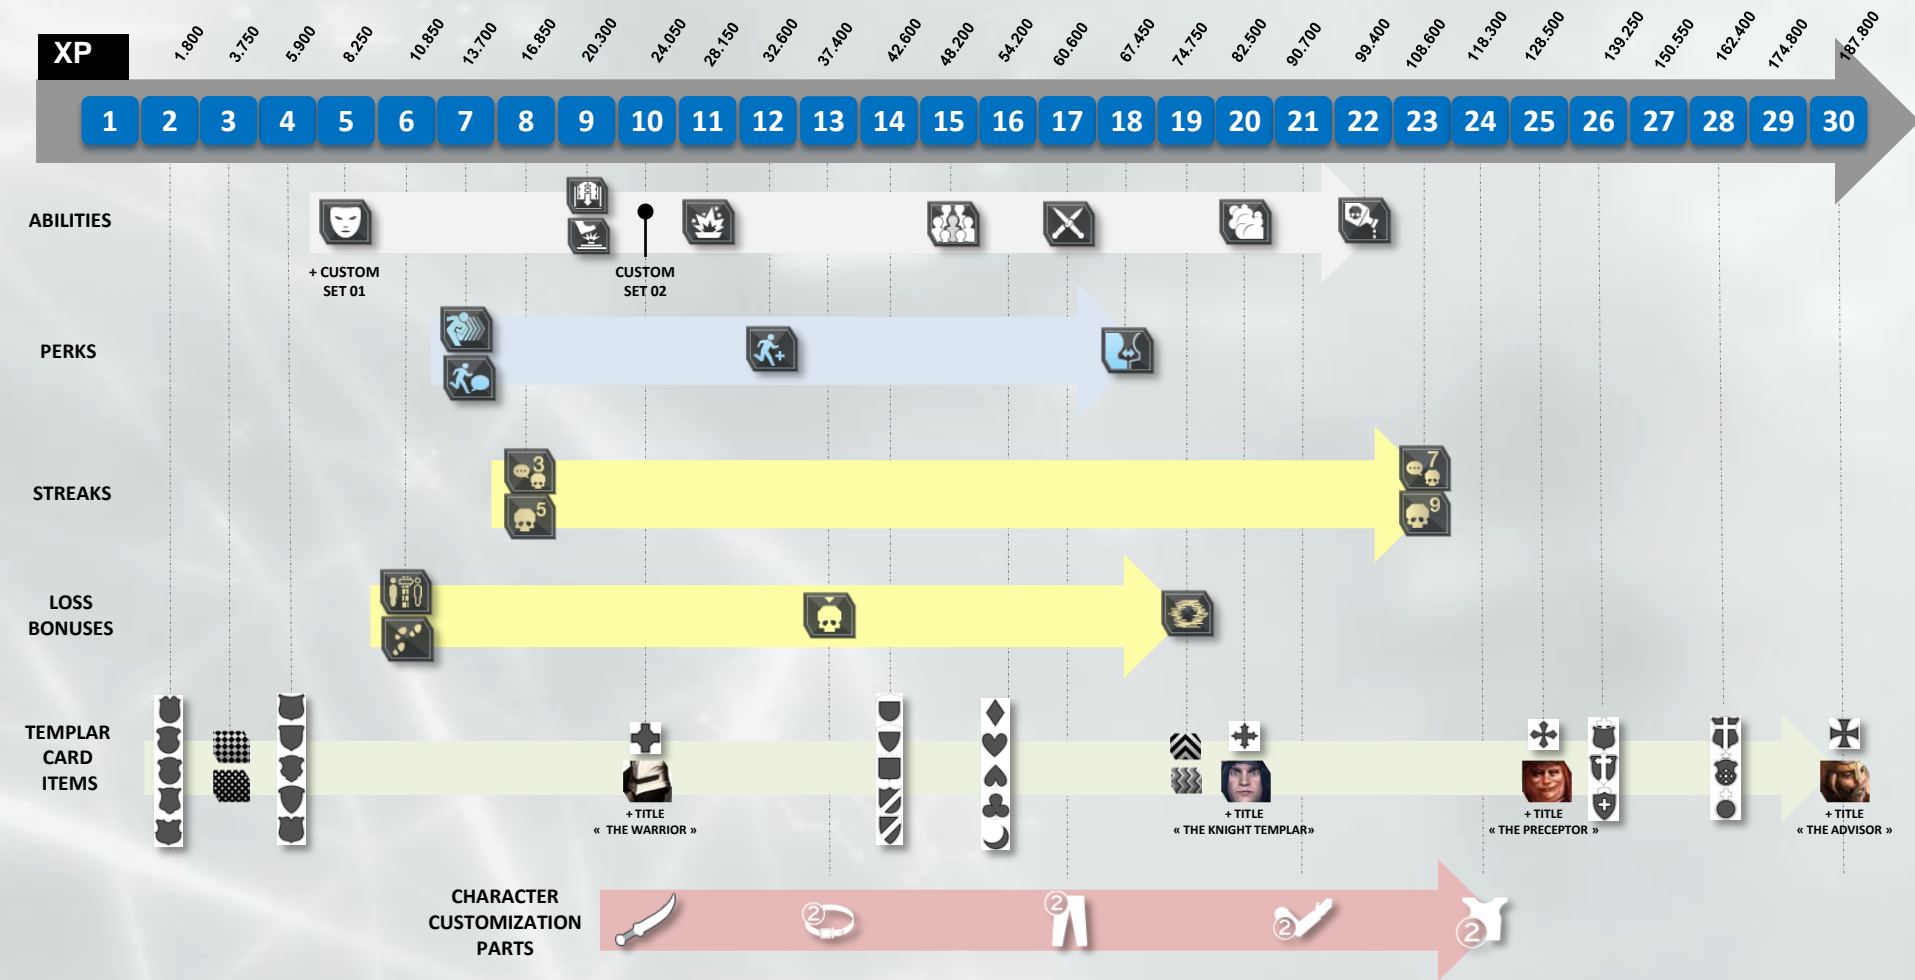 XP
1.800 3.750 5.900 8.250 10.850 13.700 16.850 20.300 24.050 28.150 32.600 37.400 42.600 48.200 54.200 60.600 67.450 74.750 82.500 90.700 99.400 108.600 118.300 128.500 139.250 150.550 162.400 174.800 187.800
1 2 3 4 5 6 7 8 9 10 11 12 13 14 15 16 17 18 19 20 21 22 23 24 25 26 27 28 29 30
ABILITIES
+ CUSTOM
SET 01
CUSTOM
SET 02
PERKS
STREAKS
3
5
7
9
LOSS
BONUSES
TEMPLAR
CARD
ITEMS
+ TITLE
« THE WARRIOR »
+ TITLE
« THE KNIGHT TEMPLAR»
+ TITLE
« THE PRECEPTOR »
+ TITLE
« THE ADVISOR »
CHARACTER
CUSTOMIZATION
PARTS
2
2
2
2